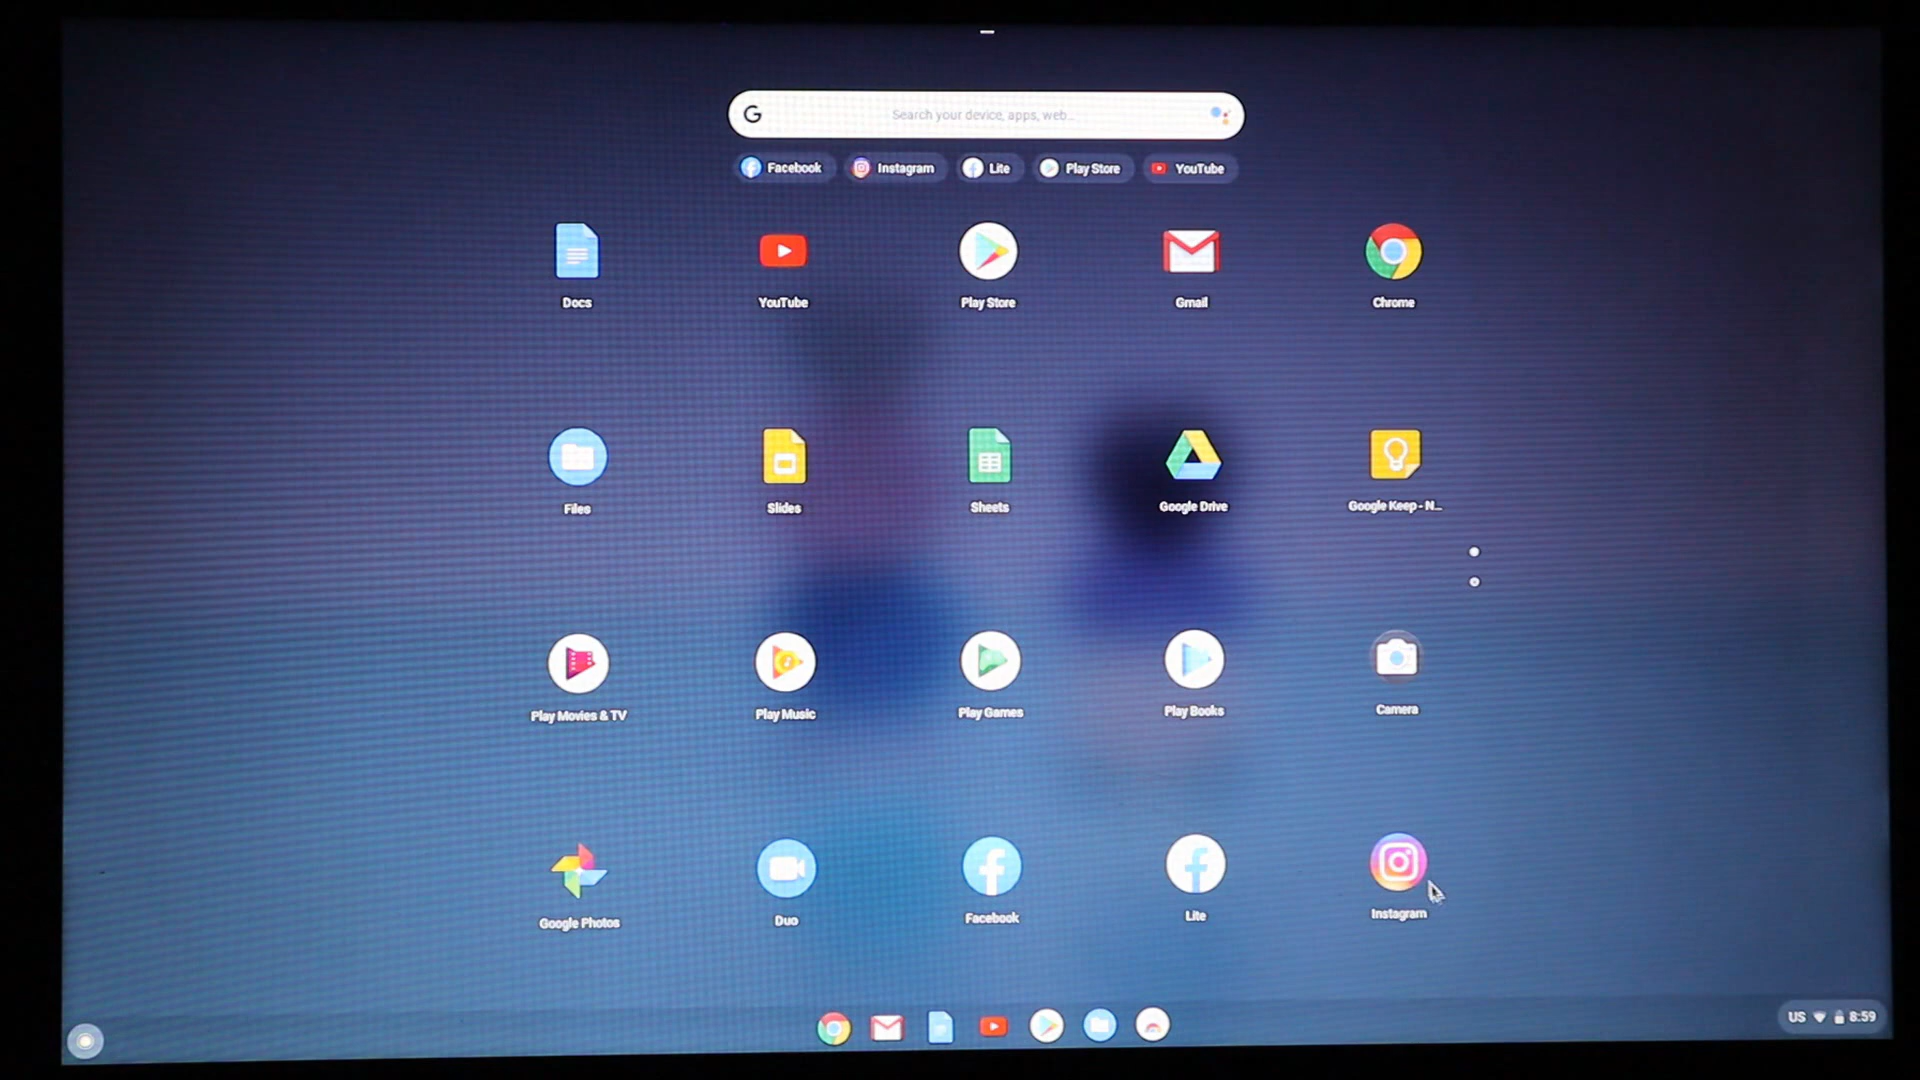 Search your device, apps, web...
Facebook Instagram Lite Play Store YouTube
Docs YouTube Play Store Gmail Chrome
Files Slides Sheets Google Drive Google Keep - N...
Play Movies & TV Play Music Play Games Play Books Camera
Google Photos Duo Facebook Lite Instagram
US 8:59